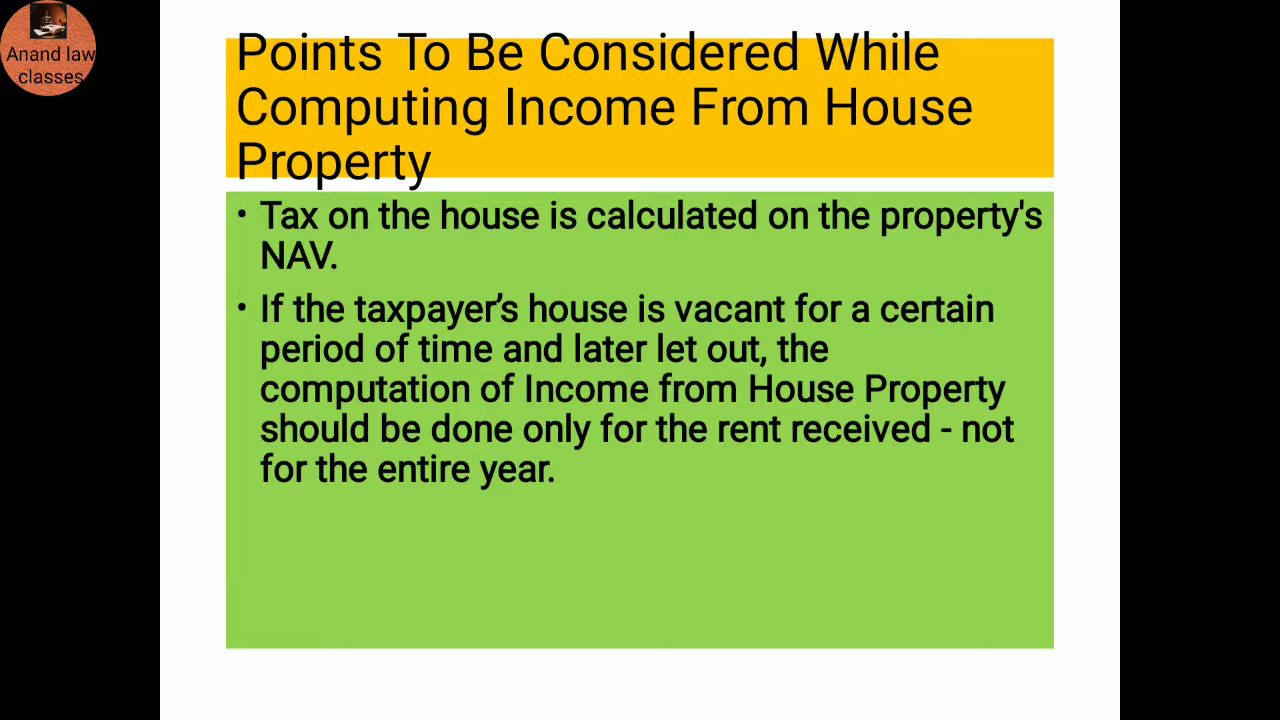 Anand law
classes
Points To Be Considered While
Computing Income From House
Property
• Tax on the house is calculated on the property's
NAV.
• If the taxpayer’s house is vacant for a certain
period of time and later let out, the
computation of Income from House Property
should be done only for the rent received - not
for the entire year.